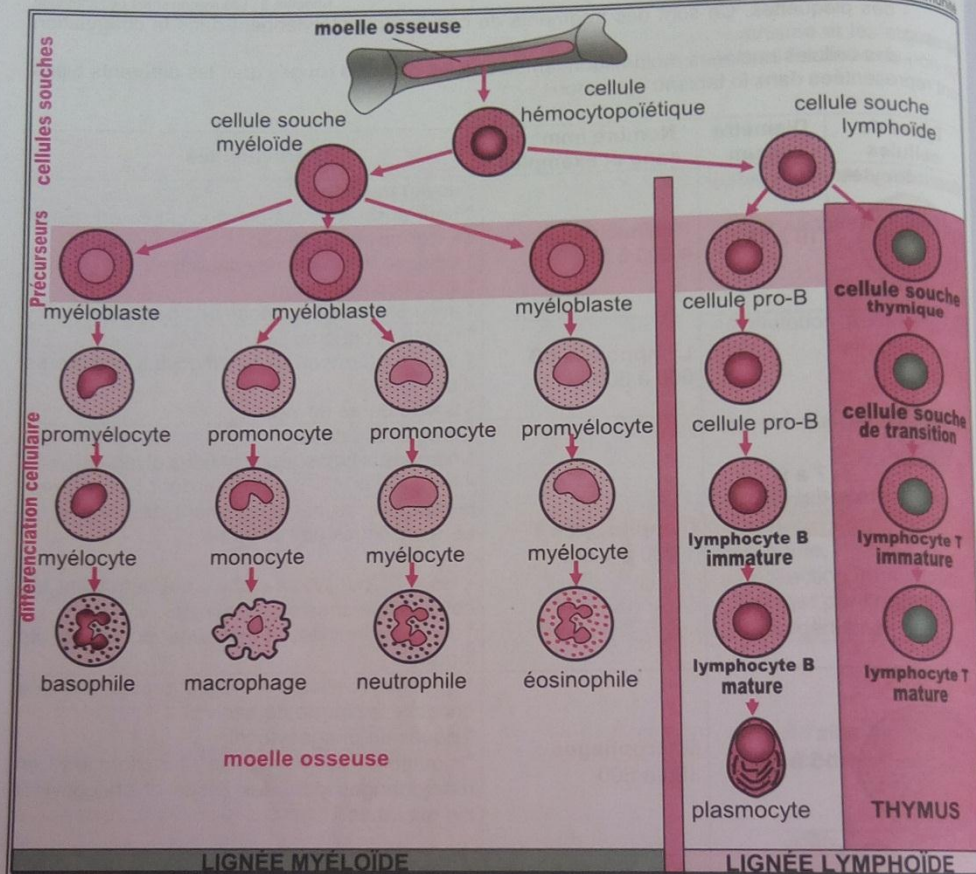 moelle osseuse
cellules souches
cellule
hémocytopoïétique
cellule souche
myéloïde
cellule souche
lymphoïde
Précurseurs
myéloblaste
myéloblaste
myéloblaste
cellule pro-B
cellule souche
thymique
différenciation cellulaire
promyélocyte
promonocyte
promonocyte
promyélocyte
cellule pro-B
cellule souche
de transition
myélocyte
monocyte
myélocyte
myélocyte
lymphocyte B
immature
lymphocyte T
immature
basophile
macrophage
neutrophile
éosinophile
lymphocyte B
mature
lymphocyte T
mature
moelle osseuse
plasmocyte
THYMUS
LIGNÉE MYÉLOÏDE
LIGNÉE LYMPHOÏDE